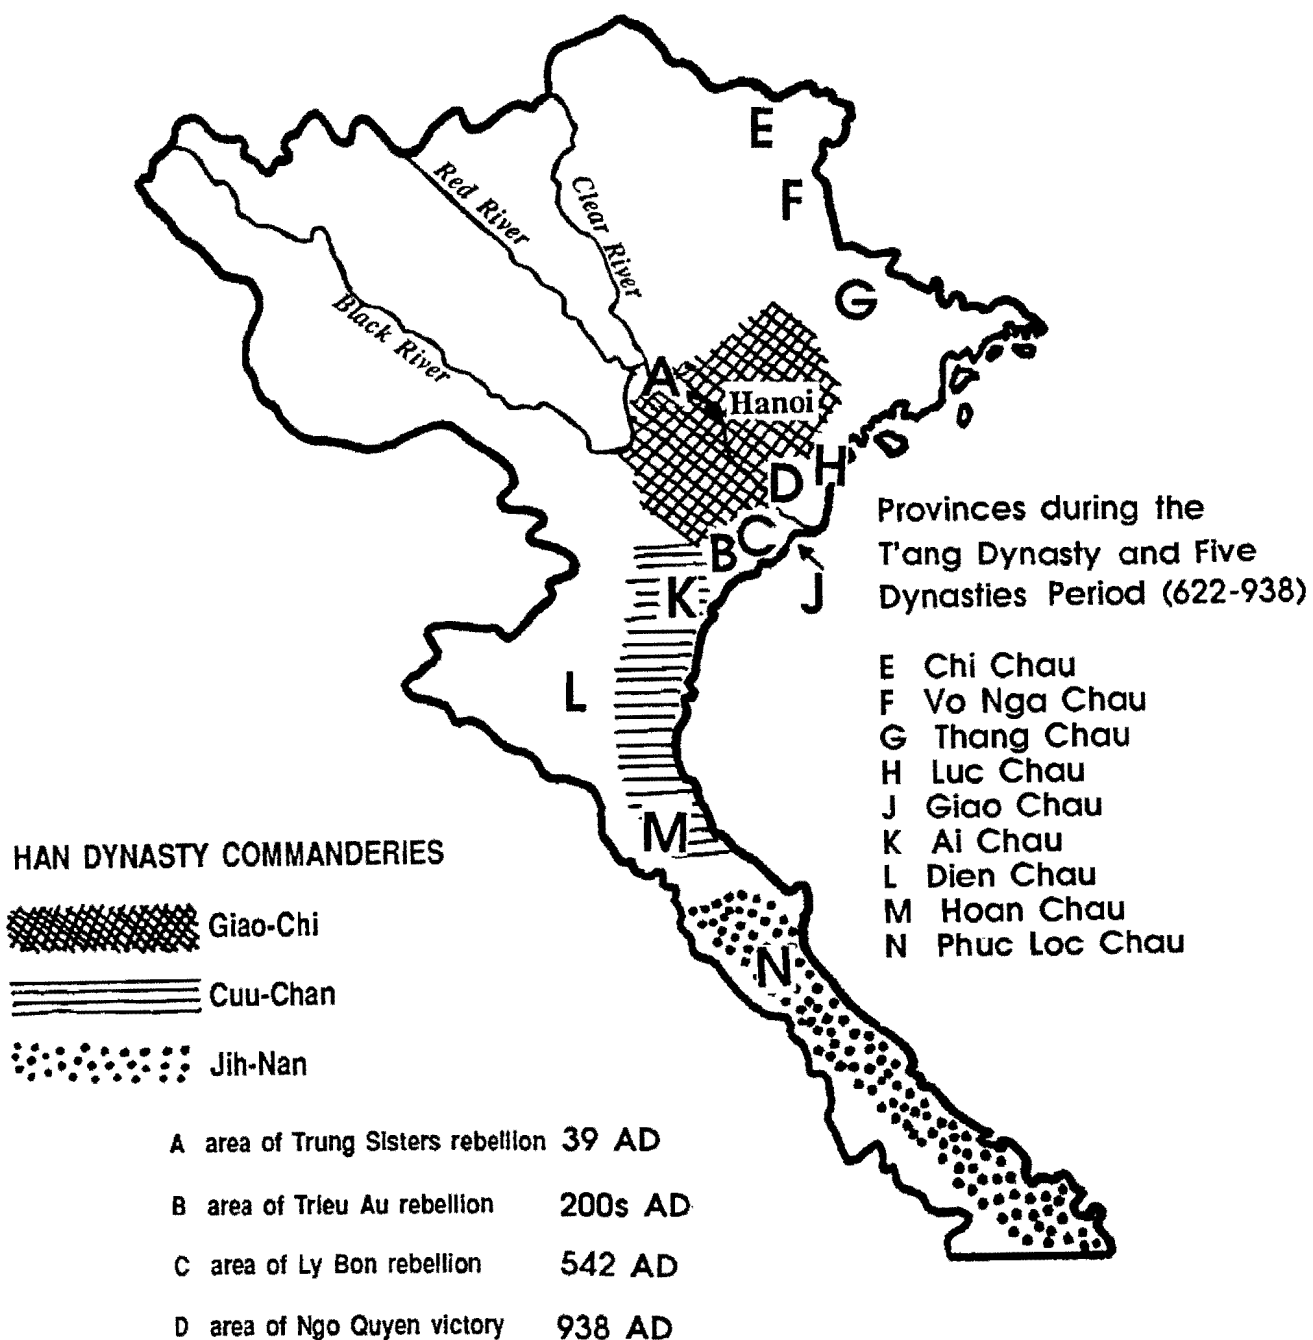 E
F
Red River
Clear River
G
Black River
A
Hanoi
H
D
C
B
J
K
L
M
N
Provinces during the
T'ang Dynasty and Five
Dynasties Period (622-938)
E Chi Chau
F Vo Nga Chau
G Thang Chau
H Luc Chau
J Giao Chau
K Ai Chau
L Dien Chau
M Hoan Chau
N Phuc Loc Chau
HAN DYNASTY COMMANDERIES
Giao-Chi
Cuu-Chan
Jih-Nan
A area of Trung Sisters rebellion 39 AD
B area of Trieu Au rebellion 200s AD
C area of Ly Bon rebellion 542 AD
D area of Ngo Quyen victory 938 AD